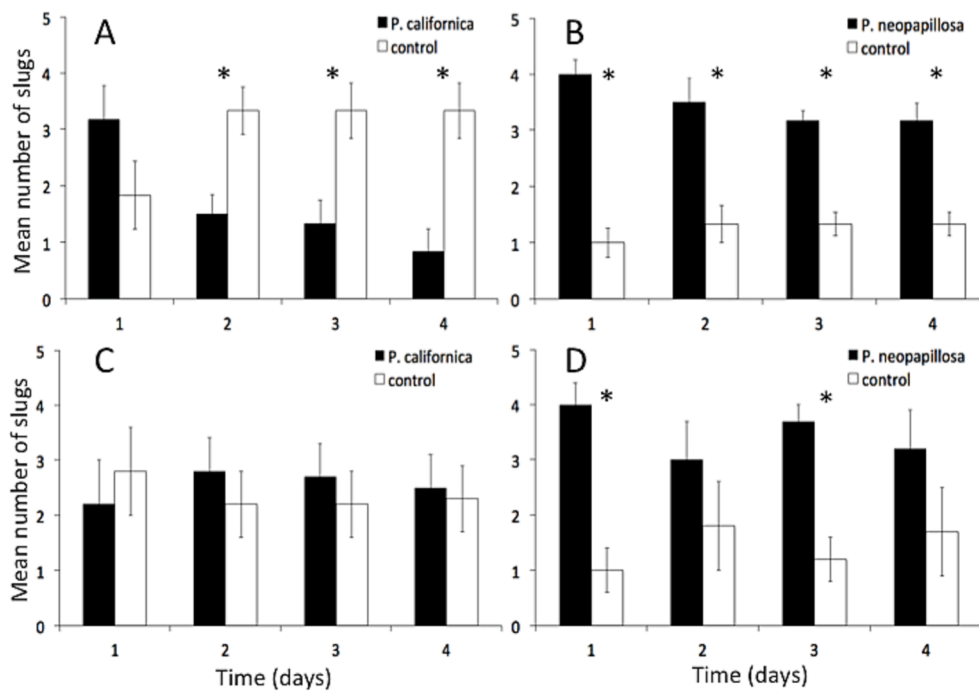 A
P. californica
control
5
4
3
2
1
0
* * *
1 2 3 4
Mean number of slugs
B
P. neopapillosa
control
5
4
3
2
1
0
* * * *
1 2 3 4
C
P. californica
control
5
4
3
2
1
0
1 2 3 4
Mean number of slugs
Time (days)
D
P. neopapillosa
control
5
4
3
2
1
0
* *
1 2 3 4
Time (days)